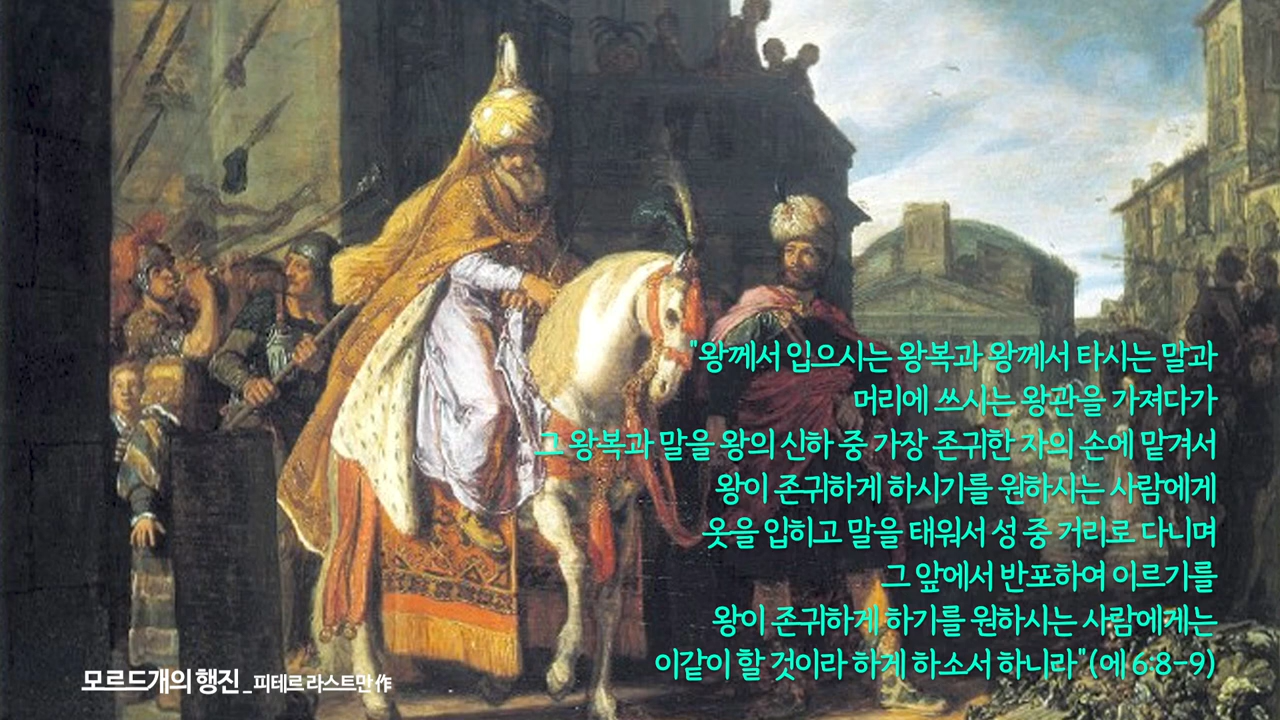 "왕께서 입으시는 왕복과 왕께서 타시는 말과
머리에 쓰시는 왕관을 가져다가
그 왕복과 말을 왕의 신하 중 가장 존귀한 자의 손에 맡겨서
왕이 존귀하게 하시기를 원하시는 사람에게
옷을 입히고 말을 태워서 성 중 거리로 다니며
그 앞에서 반포하여 이르기를
왕이 존귀하게 하기를 원하시는 사람에게는
이같이 할 것이라 하게 하소서 하니라"(에 6:8-9)
모르드개의 행진 _ 피테르 라스트만 作